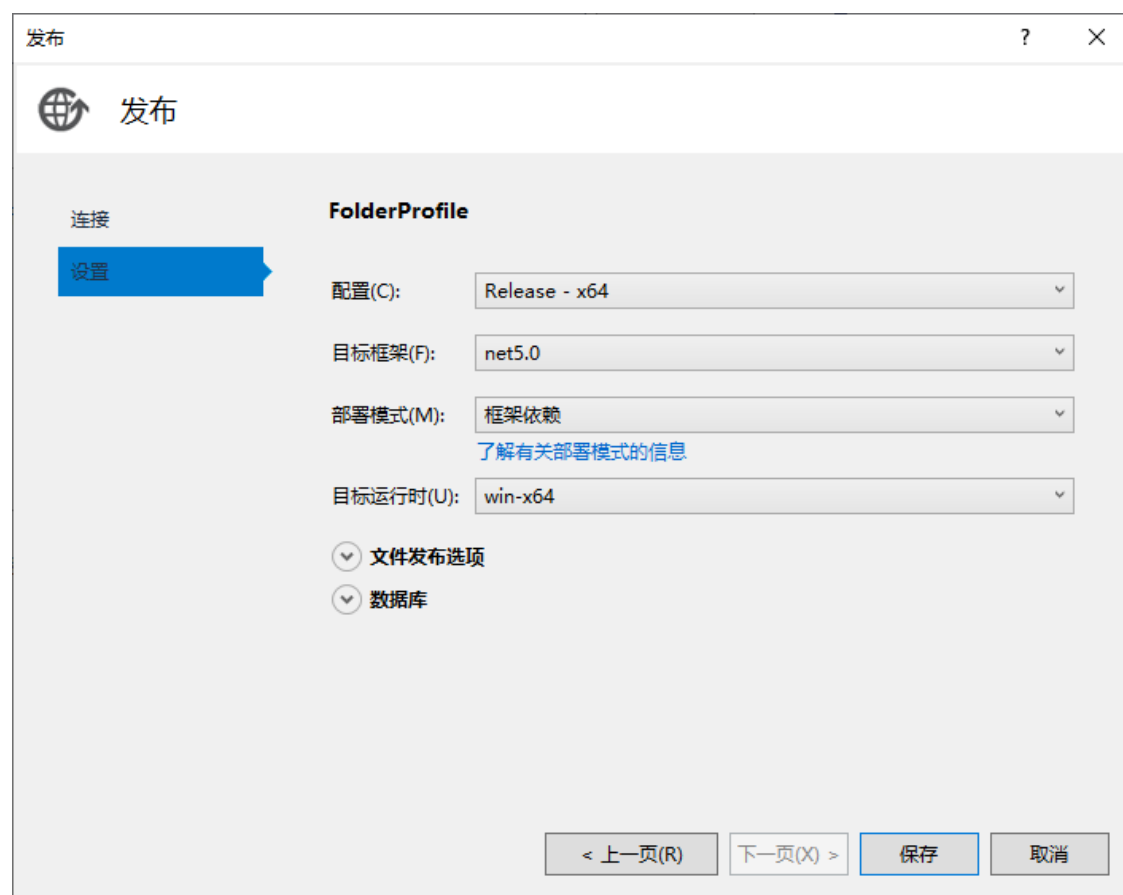 发布
?
发布
连接
设置
FolderProfile
配置(C):
Release - x64
目标框架(F):
net5.0
部署模式(M):
框架依赖
了解有关部署模式的信息
目标运行时(U):
win-x64
文件发布选项
数据库
< 上一页(R)
下一页(X) >
保存
取消